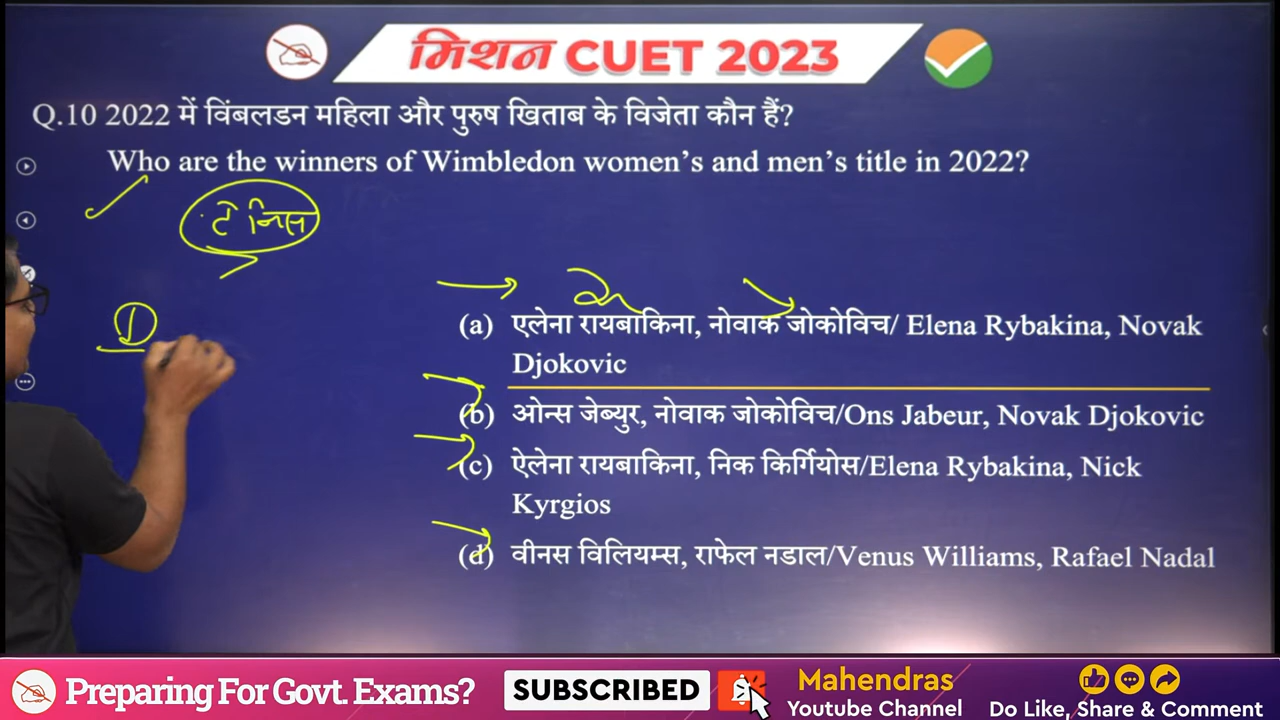 मिशन CUET 2023
Q.10 2022 में विंबलडन महिला और पुरुष खिताब के विजेता कौन हैं?
Who are the winners of Wimbledon women’s and men’s title in 2022?
टेनिस
D
(a) एलेना रायबाकिना, नोवाक जोकोविच/ Elena Rybakina, Novak
Djokovic
(b) ओन्स जेब्युर, नोवाक जोकोविच/Ons Jabeur, Novak Djokovic
(c) ऐलेना रायबाकिना, निक किर्गियोस/Elena Rybakina, Nick
Kyrgios
(d) वीनस विलियम्स, राफेल नडाल/Venus Williams, Rafael Nadal
Preparing For Govt. Exams?
SUBSCRIBED
Mahendras
Youtube Channel
Do Like, Share & Comment